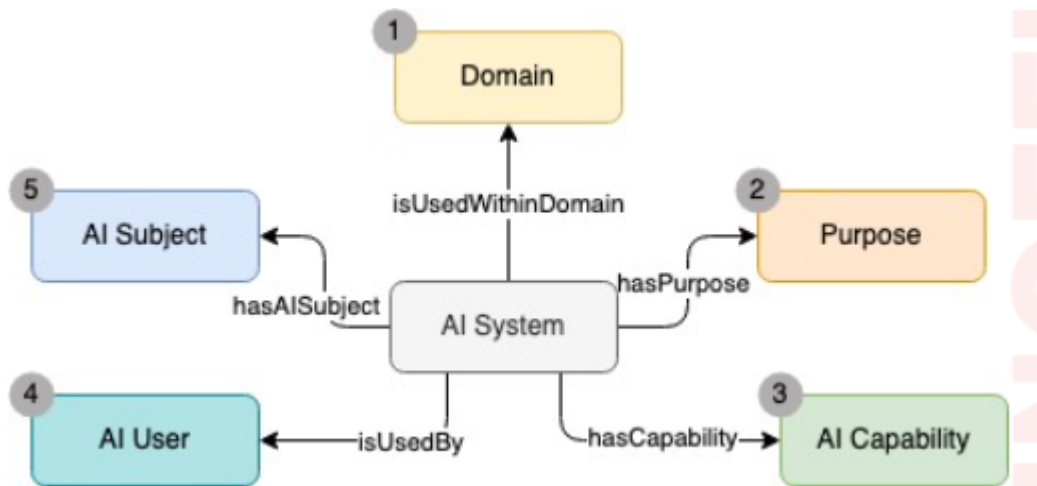 1
Domain
5
AI Subject
isUsedWithinDomain
2
Purpose
hasAISubject
AI System
hasPurpose
4
AI User
isUsedBy
hasCapability
3
AI Capability